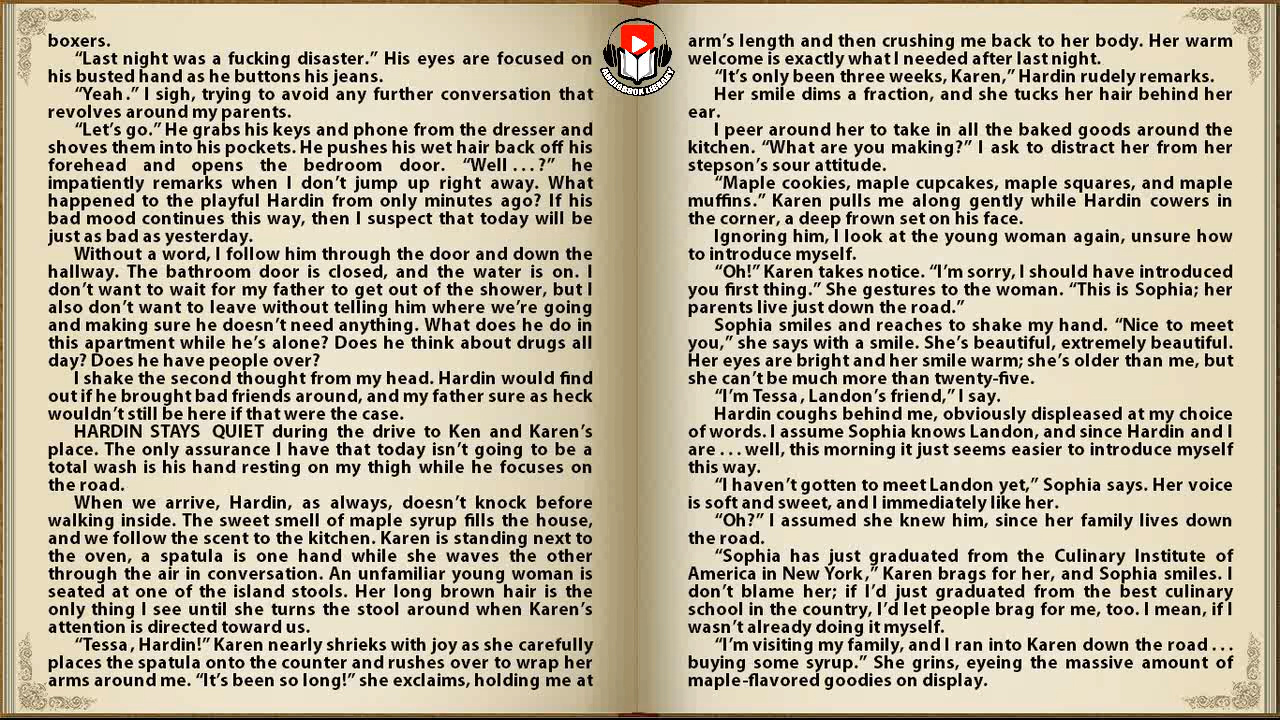 boxers.
“Last night was a fucking disaster.” His eyes are focused on
his busted hand as he buttons his jeans.
“Yeah.” I sigh, trying to avoid any further conversation that
revolves around my parents.
“Let’s go.” He grabs his keys and phone from the dresser and
shoves them into his pockets. He pushes his wet hair back off his
forehead and opens the bedroom door. “Well . . . ?” he
impatiently remarks when I don’t jump up right away. What
happened to the playful Hardin from only minutes ago? If his
bad mood continues this way, then I suspect that today will be
just as bad as yesterday.
Without a word, I follow him through the door and down the
hallway. The bathroom door is closed, and the water is on. I
don’t want to wait for my father to get out of the shower, but I
also don’t want to leave without telling him where we’re going
and making sure he doesn’t need anything. What does he do in
this apartment while he’s alone? Does he think about drugs all
day? Does he have people over?
I shake the second thought from my head. Hardin would find
out if he brought bad friends around, and my father sure as heck
wouldn’t still be here if that were the case.
HARDIN STAYS QUIET during the drive to Ken and Karen’s
place. The only assurance I have that today isn’t going to be a
total wash is his hand resting on my thigh while he focuses on
the road.
When we arrive, Hardin, as always, doesn’t knock before
walking inside. The sweet smell of maple syrup fills the house,
and we follow the scent to the kitchen. Karen is standing next to
the oven, a spatula is one hand while she waves the other
through the air in conversation. An unfamiliar young woman is
seated at one of the island stools. Her long brown hair is the
only thing I see until she turns the stool around when Karen’s
attention is directed toward us.
“Tessa, Hardin!” Karen nearly shrieks with joy as she carefully
places the spatula onto the counter and rushes over to wrap her
arms around me. “It’s been so long!” she exclaims, holding me at
AUDIOBOOK LIBRARY
arm’s length and then crushing me back to her body. Her warm
welcome is exactly what I needed after last night.
“It’s only been three weeks, Karen,” Hardin rudely remarks.
Her smile dims a fraction, and she tucks her hair behind her
ear.
I peer around her to take in all the baked goods around the
kitchen. “What are you making?” I ask to distract her from her
stepson’s sour attitude.
“Maple cookies, maple cupcakes, maple squares, and maple
muffins.” Karen pulls me along gently while Hardin cowers in
the corner, a deep frown set on his face.
Ignoring him, I look at the young woman again, unsure how
to introduce myself.
“Oh!” Karen takes notice. “I’m sorry, I should have introduced
you first thing.” She gestures to the woman. “This is Sophia; her
parents live just down the road.”
Sophia smiles and reaches to shake my hand. “Nice to meet
you,” she says with a smile. She’s beautiful, extremely beautiful.
Her eyes are bright and her smile warm; she’s older than me, but
she can’t be much more than twenty-five.
“I’m Tessa, Landon’s friend,” I say.
Hardin coughs behind me, obviously displeased at my choice
of words. I assume Sophia knows Landon, and since Hardin and I
are . . . well, this morning it just seems easier to introduce myself
this way.
“I haven’t gotten to meet Landon yet,” Sophia says. Her voice
is soft and sweet, and I immediately like her.
“Oh?” I assumed she knew him, since her family lives down
the road.
“Sophia has just graduated from the Culinary Institute of
America in New York,” Karen brags for her, and Sophia smiles. I
don’t blame her; if I’d just graduated from the best culinary
school in the country, I’d let people brag for me, too. I mean, if I
wasn’t already doing it myself.
“I’m visiting my family, and I ran into Karen down the road . . .
buying some syrup.” She grins, eyeing the massive amount of
maple-flavored goodies on display.